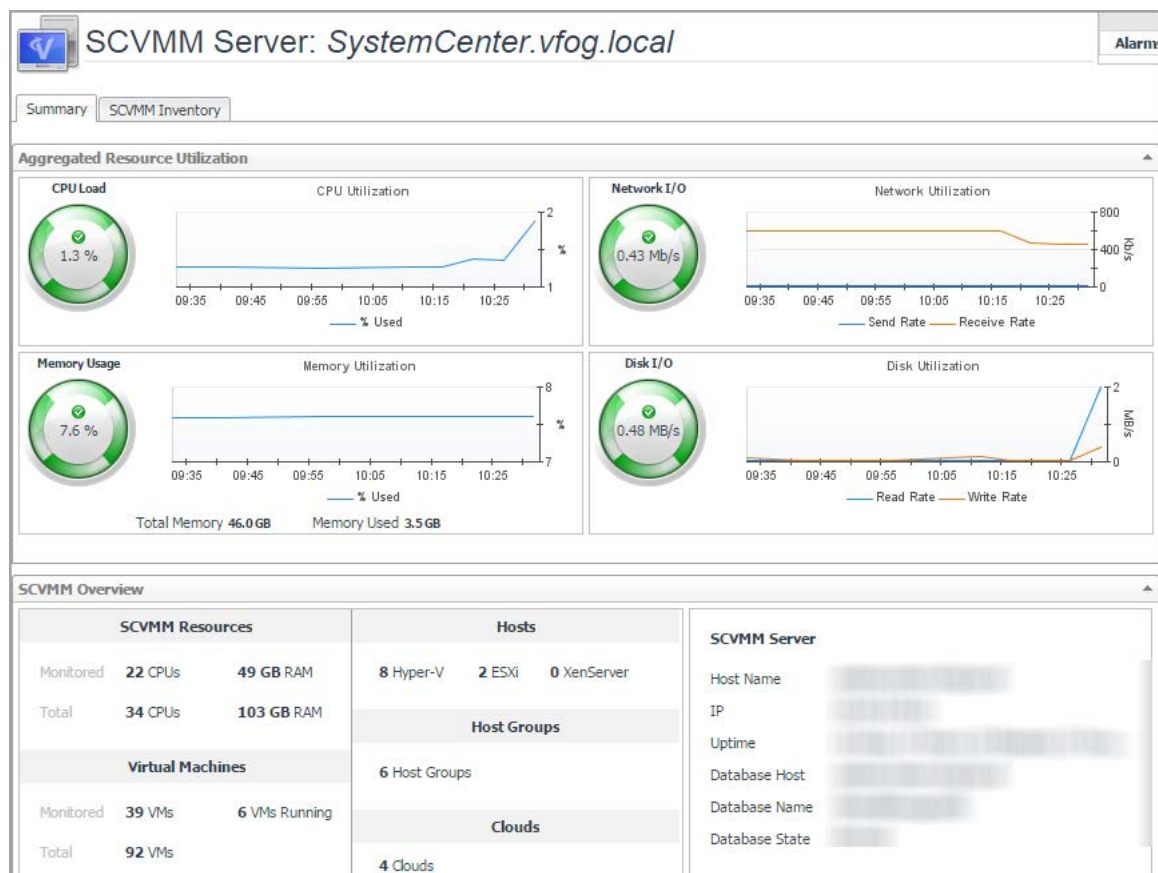 SCVMM Server: SystemCenter.vfog.local
Alarms
Summary
SCVMM Inventory
Aggregated Resource Utilization
CPU Load
CPU Utilization
1.3 %
2
%
1
09:35 09:45 09:55 10:05 10:15 10:25
% Used
Network I/O
Network Utilization
0.43 Mb/s
800
400
Kb/s
0
09:35 09:45 09:55 10:05 10:15 10:25
Send Rate Receive Rate
Memory Usage
Memory Utilization
7.6 %
8
%
7
09:35 09:45 09:55 10:05 10:15 10:25
% Used
Total Memory 46.0 GB Memory Used 3.5 GB
Disk I/O
Disk Utilization
0.48 MB/s
2
MB/s
0
09:35 09:45 09:55 10:05 10:15 10:25
Read Rate Write Rate
SCVMM Overview
SCVMM Resources
Monitored 22 CPUs 49 GB RAM
Total 34 CPUs 103 GB RAM
Virtual Machines
Monitored 39 VMs 6 VMs Running
Total 92 VMs
Hosts
8 Hyper-V 2 ESXi 0 XenServer
Host Groups
6 Host Groups
Clouds
4 Clouds
SCVMM Server
Host Name
IP
Uptime
Database Host
Database Name
Database State